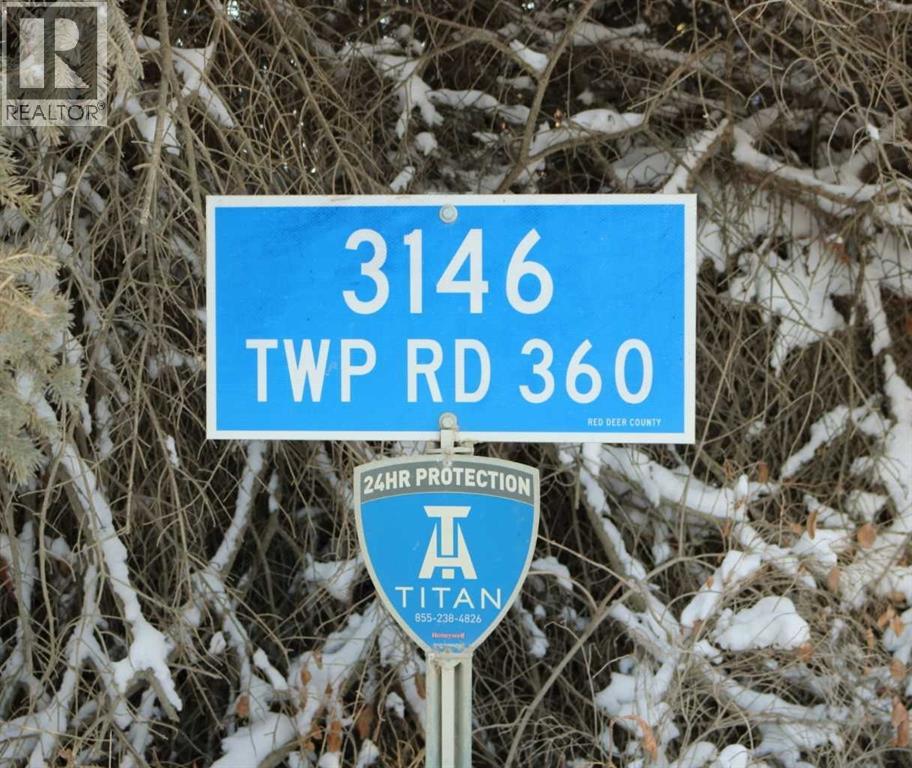 R
REALTOR®
3146
TWP RD 360
RED DEER COUNTY
24HR PROTECTION
TITAN
855-238-4826
Honeywell